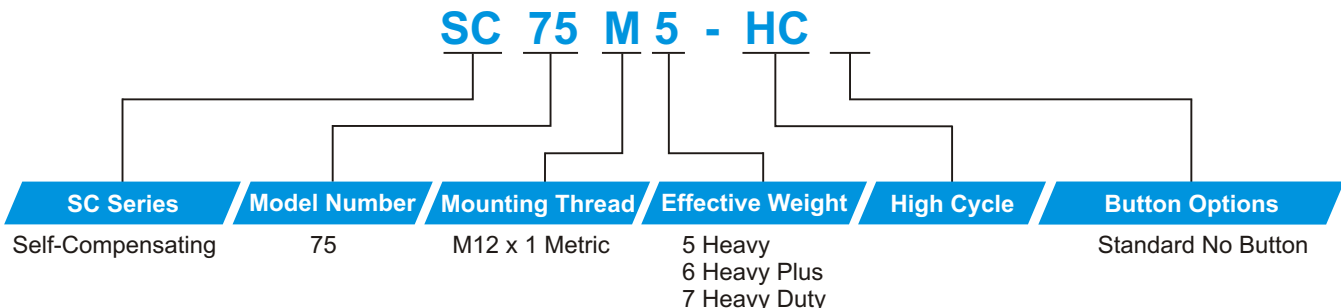 SC 75 M 5 - HC
SC Series Model Number Mounting Thread Effective Weight High Cycle Button Options
Self-Compensating 75 M12 x 1 Metric 5 Heavy Standard No Button
6 Heavy Plus
7 Heavy Duty